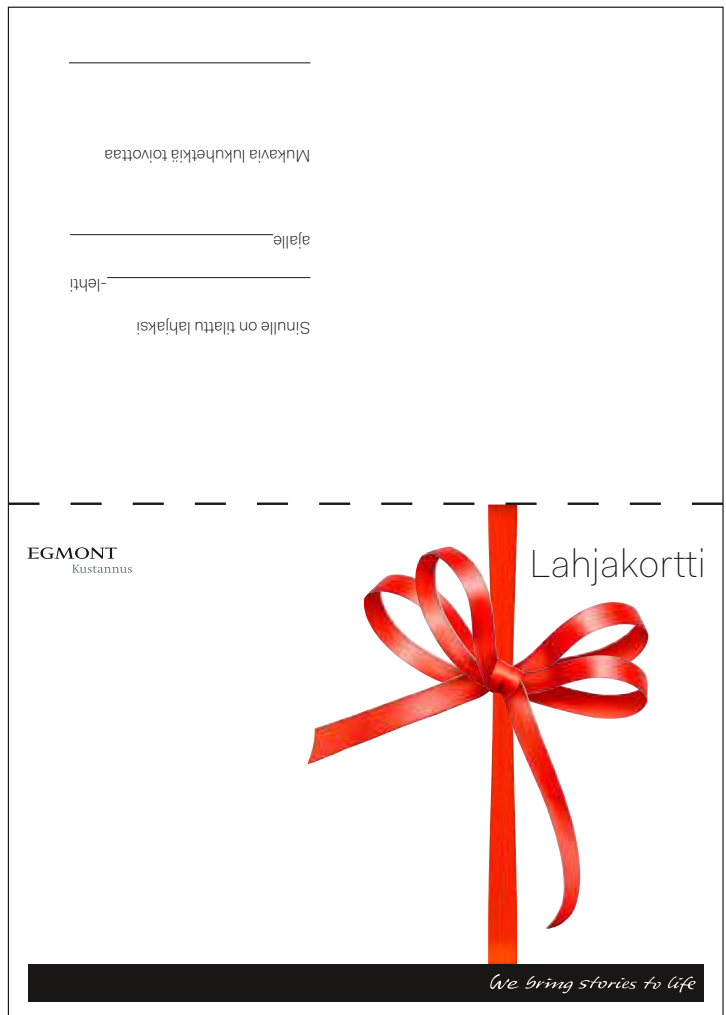 Sinulle on tilattu lahjaksi
-lehti
ajalle
Mukavia lukuhetkiä toivottaa
EGMONT
Kustannus
Lahjakortti
We bring stories to life